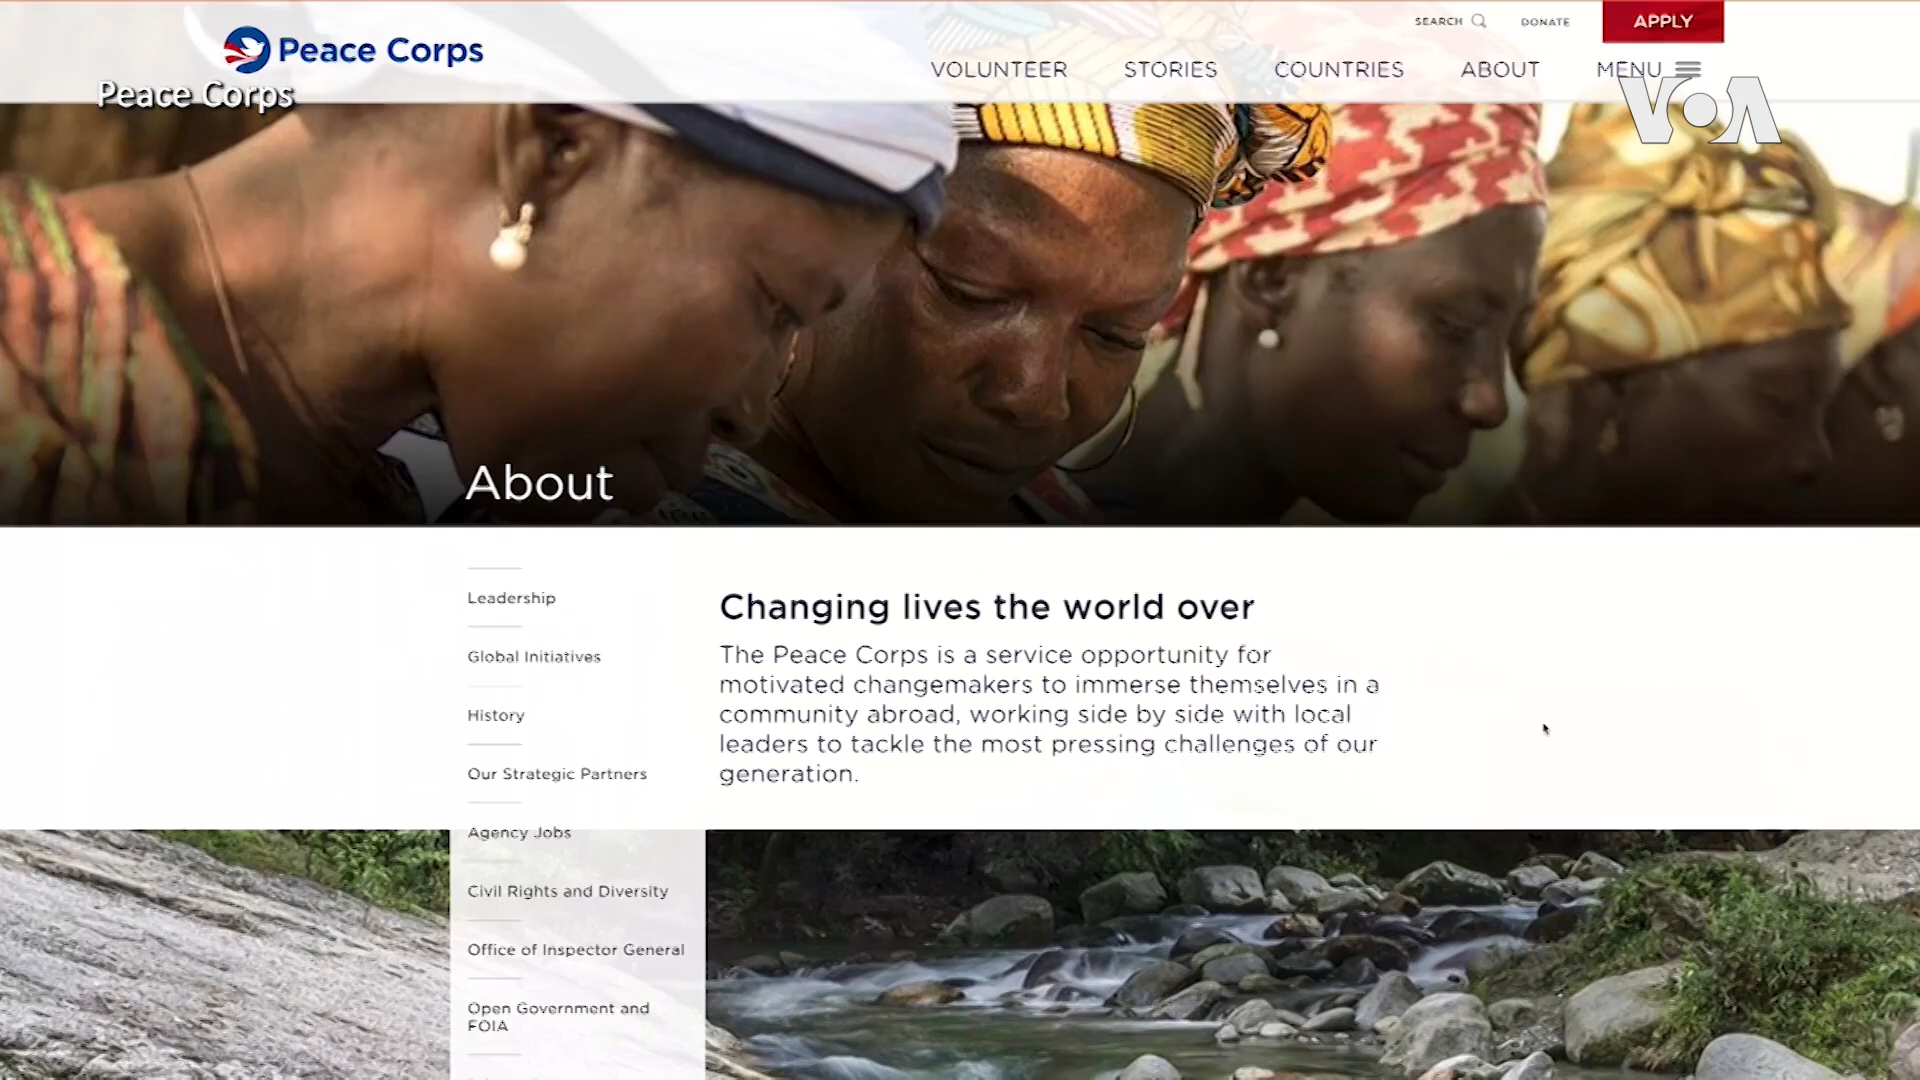 SEARCH
DONATE
APPLY
Peace Corps
VOLUNTEER
STORIES
COUNTRIES
ABOUT
MENU
Peace Corps
VOA
About
Leadership
Global Initiatives
History
Our Strategic Partners
Agency Jobs
Civil Rights and Diversity
Office of Inspector General
Open Government and
FOIA
Changing lives the world over
The Peace Corps is a service opportunity for
motivated changemakers to immerse themselves in a
community abroad, working side by side with local
leaders to tackle the most pressing challenges of our
generation.